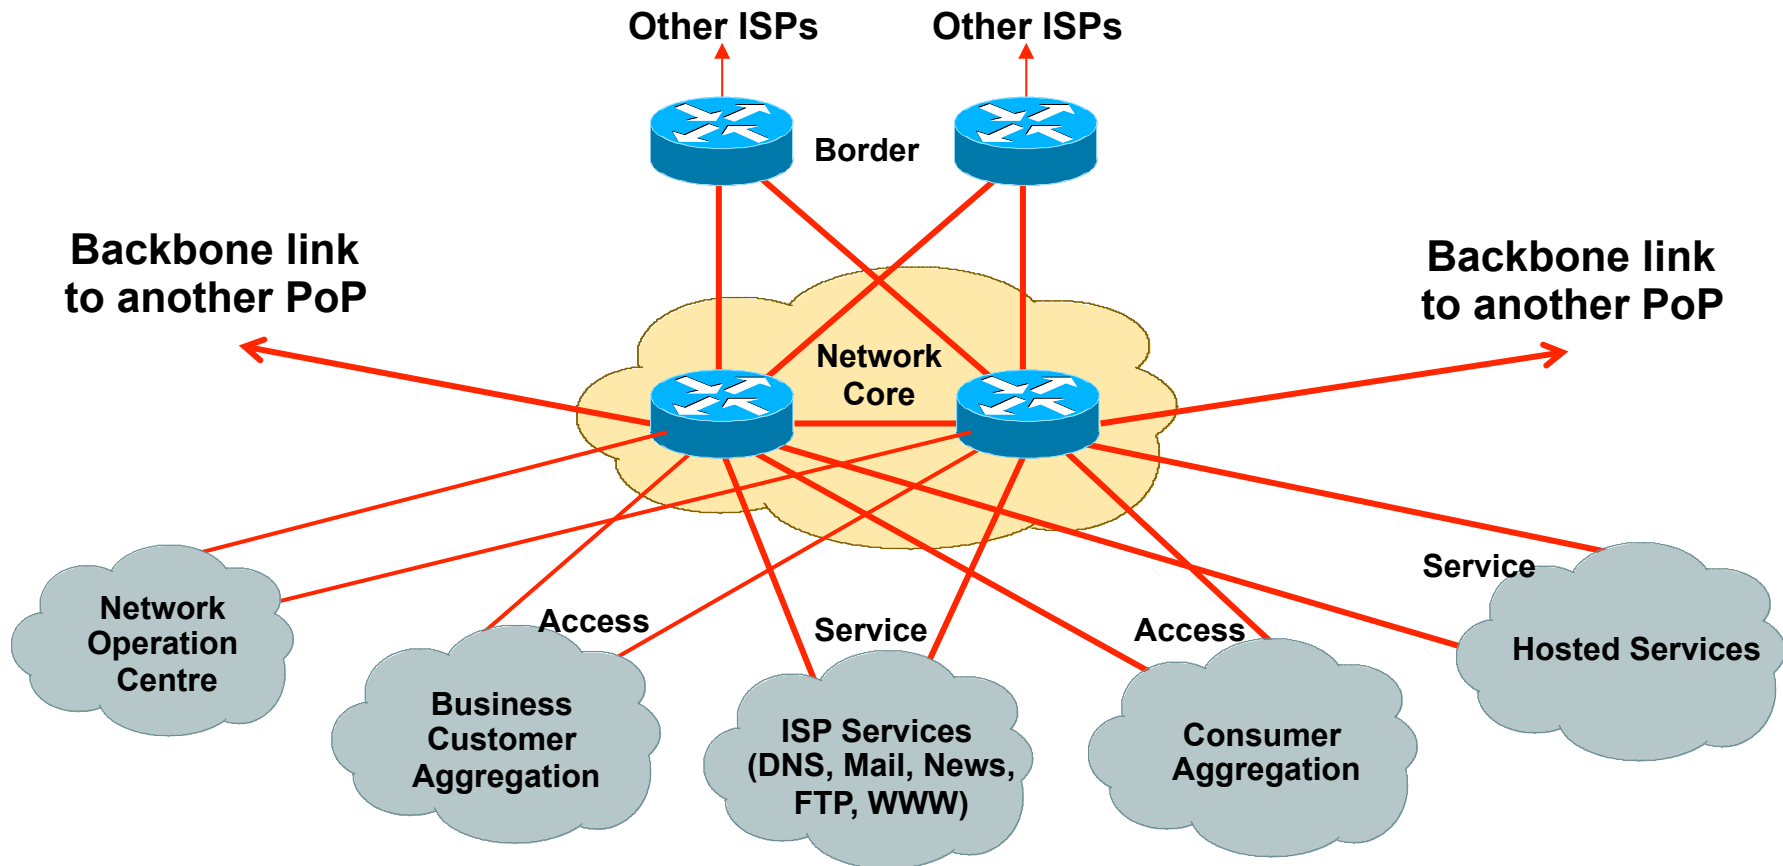 Other ISPs
Other ISPs
Border
Backbone link
to another PoP
Backbone link
to another PoP
Network
Core
Network
Operation
Centre
Access
Business
Customer
Aggregation
Service
ISP Services
(DNS, Mail, News,
FTP, WWW)
Access
Consumer
Aggregation
Service
Hosted Services